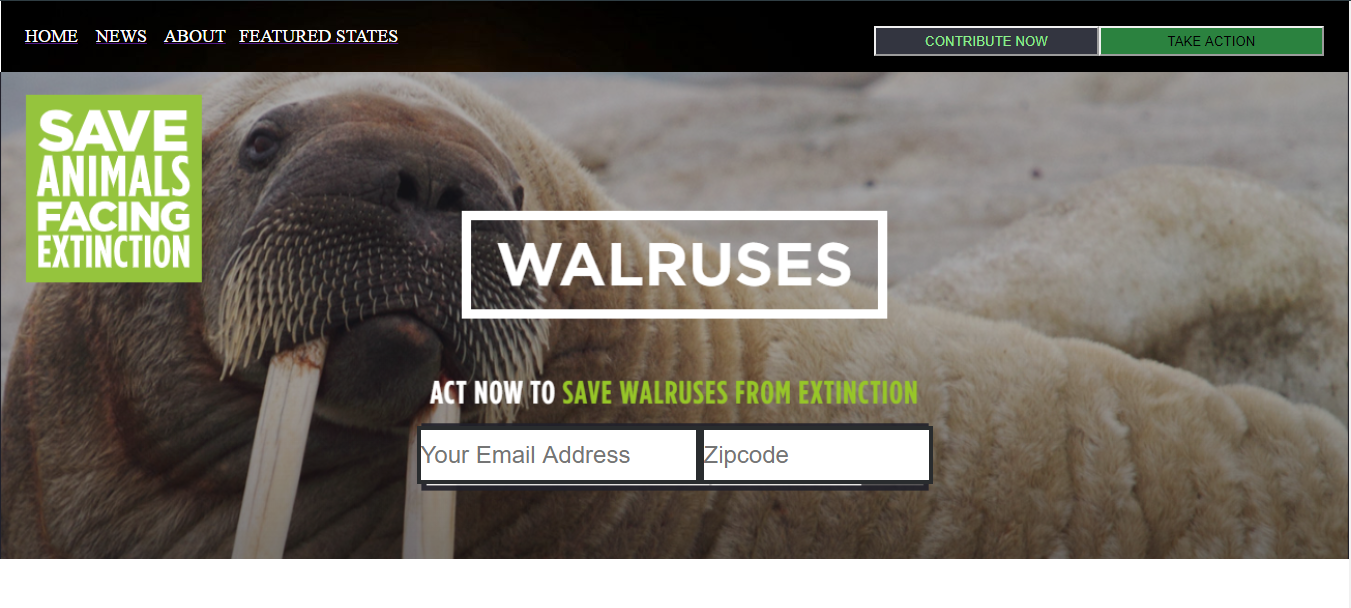 HOME NEWS ABOUT FEATURED STATES
CONTRIBUTE NOW TAKE ACTION
SAVE
ANIMALS
FACING
EXTINCTION
WALRUSES
ACT NOW TO SAVE WALRUSES FROM EXTINCTION
Your Email Address Zipcode